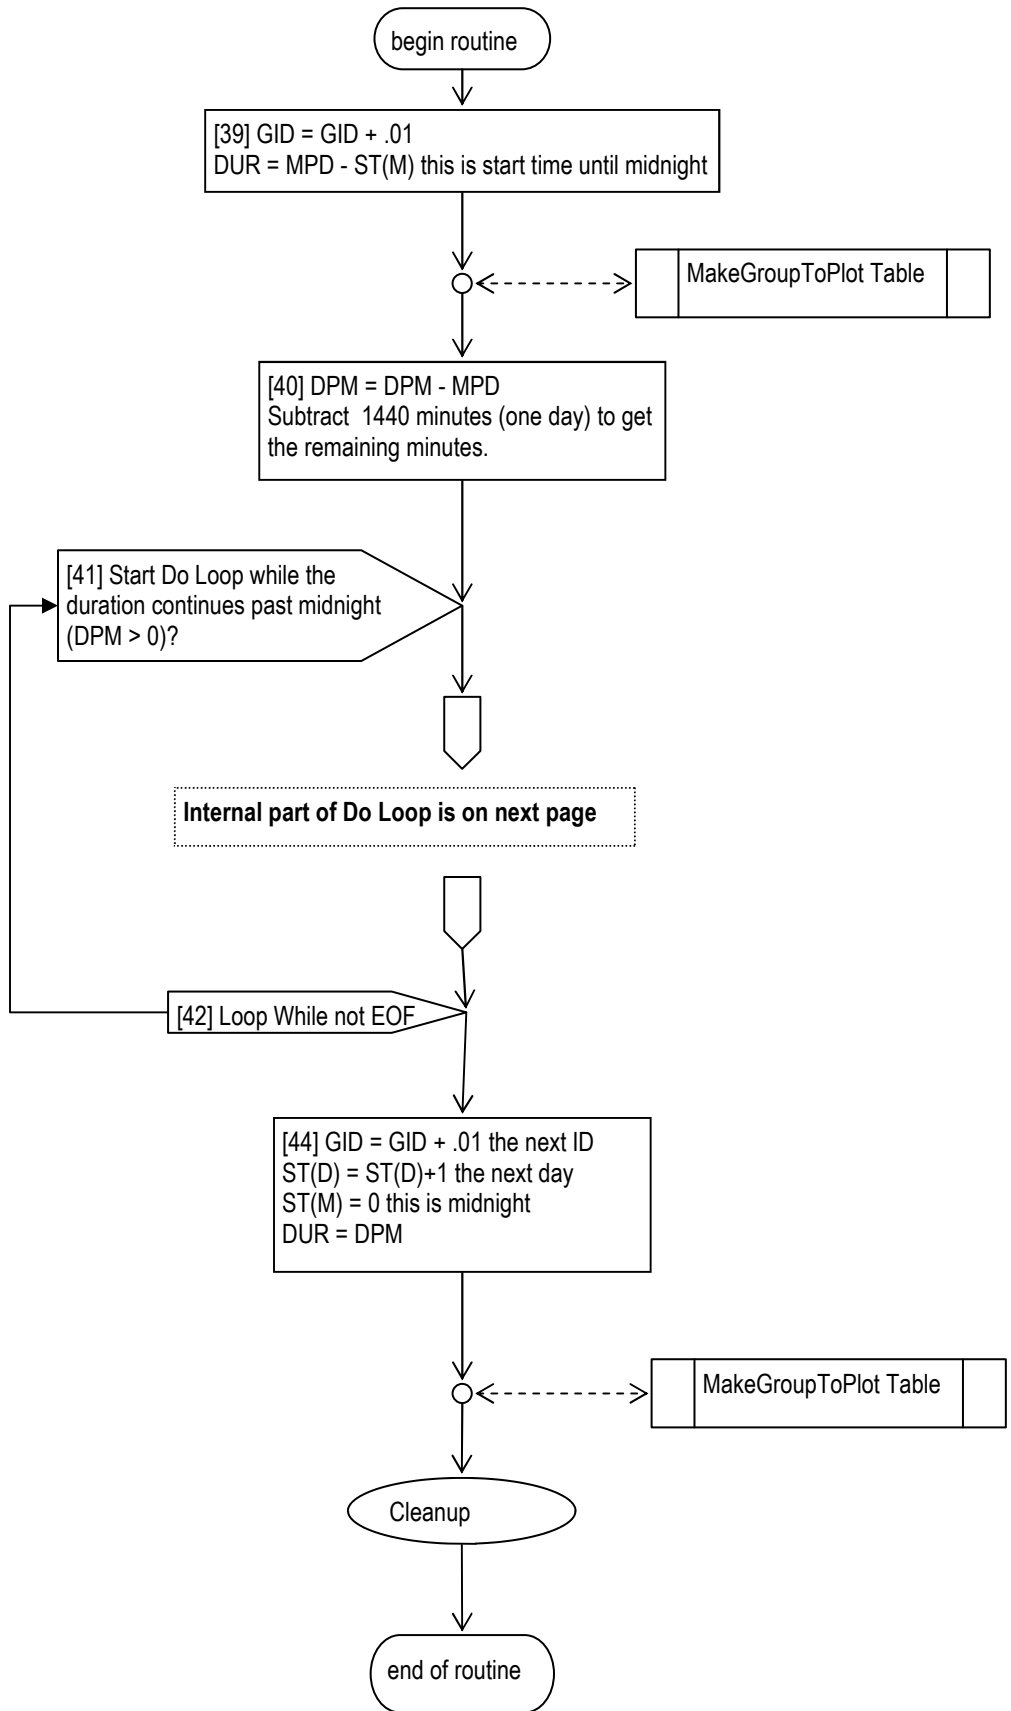 begin routine
[39] GID = GID + .01
DUR = MPD - ST(M) this is start time until midnight
MakeGroupToPlot Table
[40] DPM = DPM - MPD
Subtract  1440 minutes (one day) to get
the remaining minutes.
[41] Start Do Loop while the
duration continues past midnight
(DPM > 0)?
Internal part of Do Loop is on next page
[42] Loop While not EOF
[44] GID = GID + .01 the next ID
ST(D) = ST(D)+1 the next day
ST(M) = 0 this is midnight
DUR = DPM
MakeGroupToPlot Table
Cleanup
end of routine